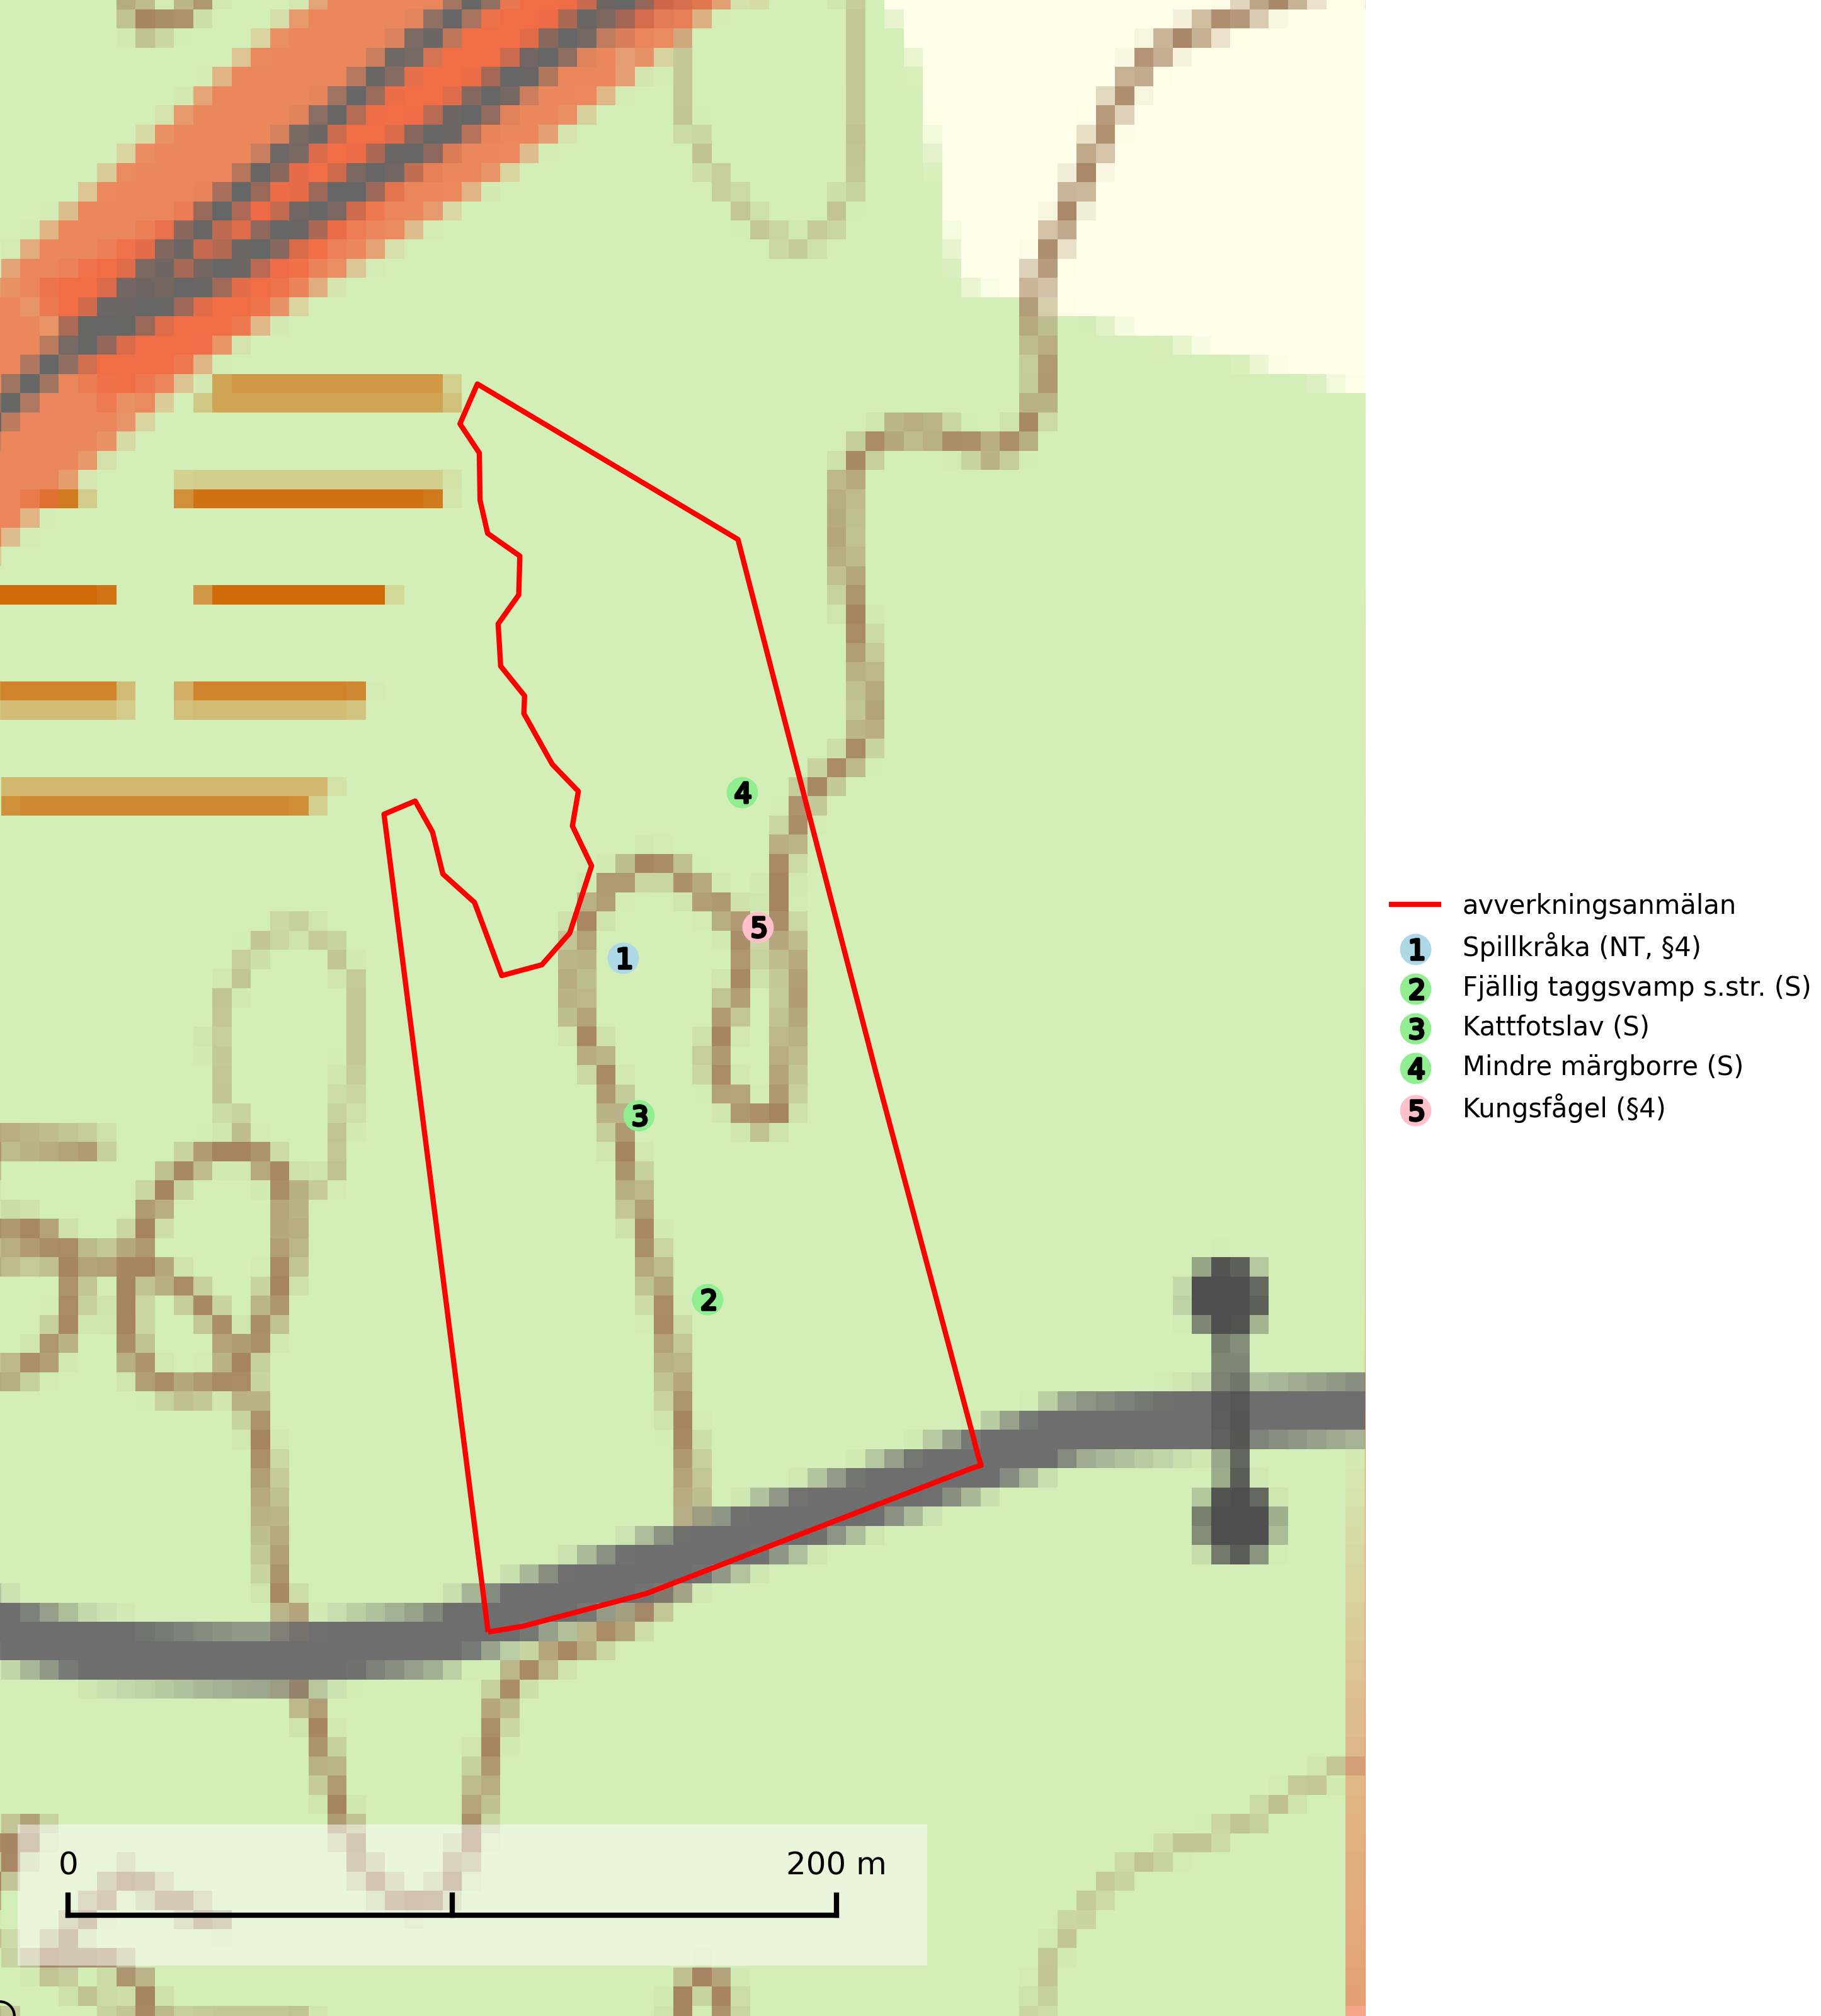 4
5
1
3
2
avverkningsanmälan
1 Spillkråka (NT, §4)
2 Fjällig taggsvamp s.str. (S)
3 Kattfotslav (S)
4 Mindre märgborre (S)
5 Kungsfågel (§4)
0 200 m